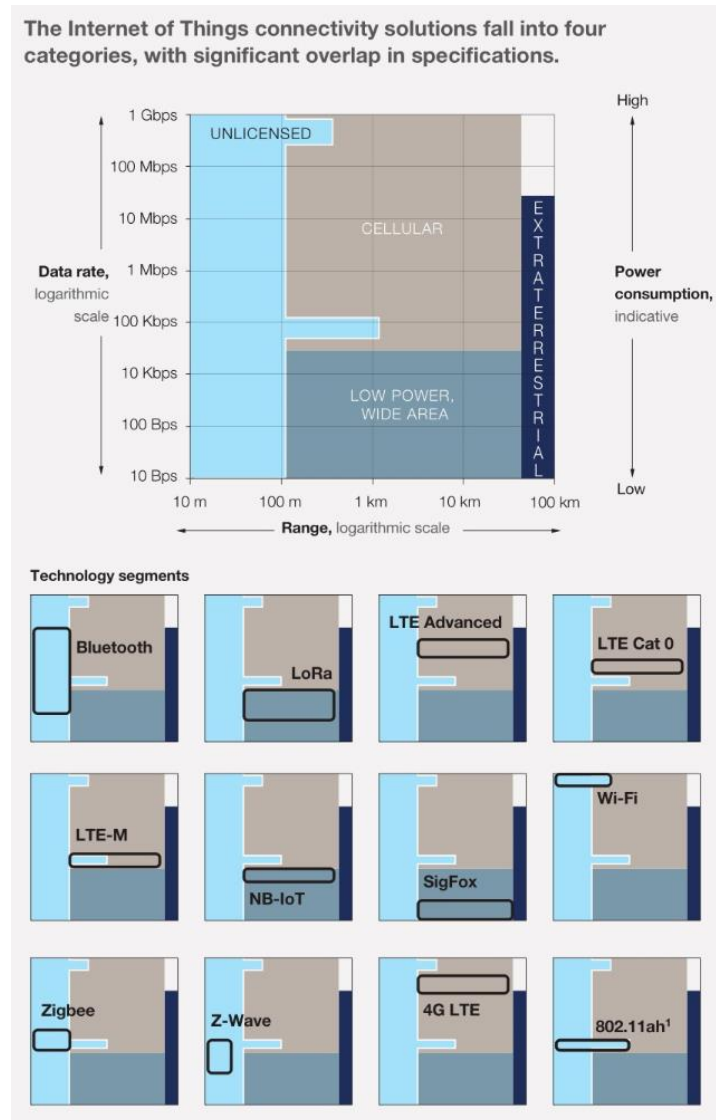 The Internet of Things connectivity solutions fall into four
categories, with significant overlap in specifications.
High
1 Gbps
UNLICENSED
100 Mbps
10 Mbps
CELLULAR
Data rate,
logarithmic
scale
1 Mbps
Power
consumption,
indicative
100 Kbps
10 Kbps
LOW POWER,
WIDE AREA
100 Bps
10 Bps
EXTRATERRESTRIAL
Low
10 m
100 m
1 km
10 km
100 km
Range, logarithmic scale
Technology segments
Bluetooth
LoRa
LTE Advanced
LTE Cat 0
LTE-M
NB-IoT
SigFox
Wi-Fi
Zigbee
Z-Wave
4G LTE
802.11ah¹